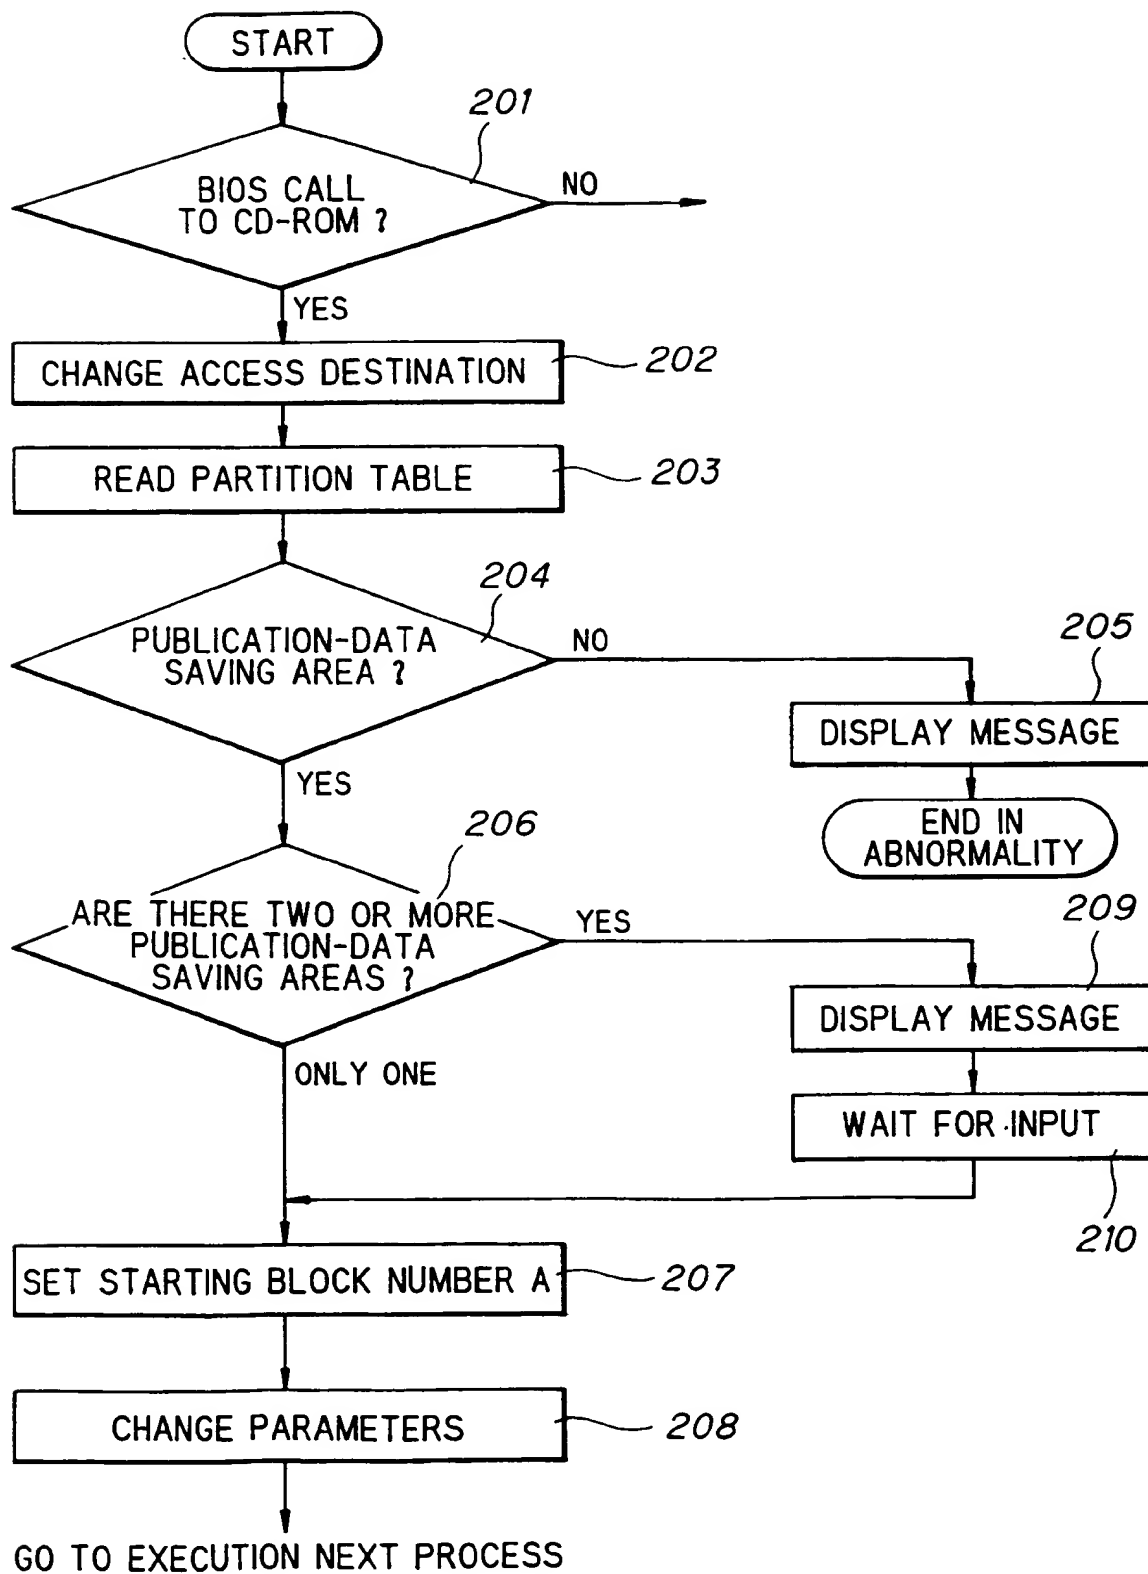 START
201
BIOS CALL
TO CD-ROM ?
NO
YES
CHANGE ACCESS DESTINATION
202
READ PARTITION TABLE
203
204
PUBLICATION-DATA
SAVING AREA ?
NO
205
DISPLAY MESSAGE
YES
END IN
ABNORMALITY
206
ARE THERE TWO OR MORE
PUBLICATION-DATA
SAVING AREAS ?
YES
209
DISPLAY MESSAGE
ONLY ONE
WAIT FOR INPUT
210
SET STARTING BLOCK NUMBER A
207
CHANGE PARAMETERS
208
GO TO EXECUTION NEXT PROCESS